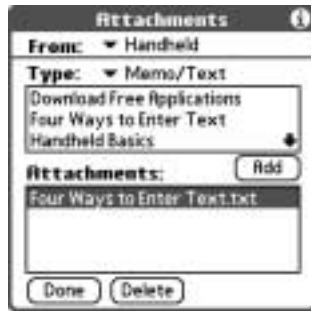 Attachments
From: Handheld
Type: Memo/Text
Download Free Applications
Four Ways to Enter Text
Handheld Basics
Attachments: Add
Four Ways to Enter Text.txt
Done Delete